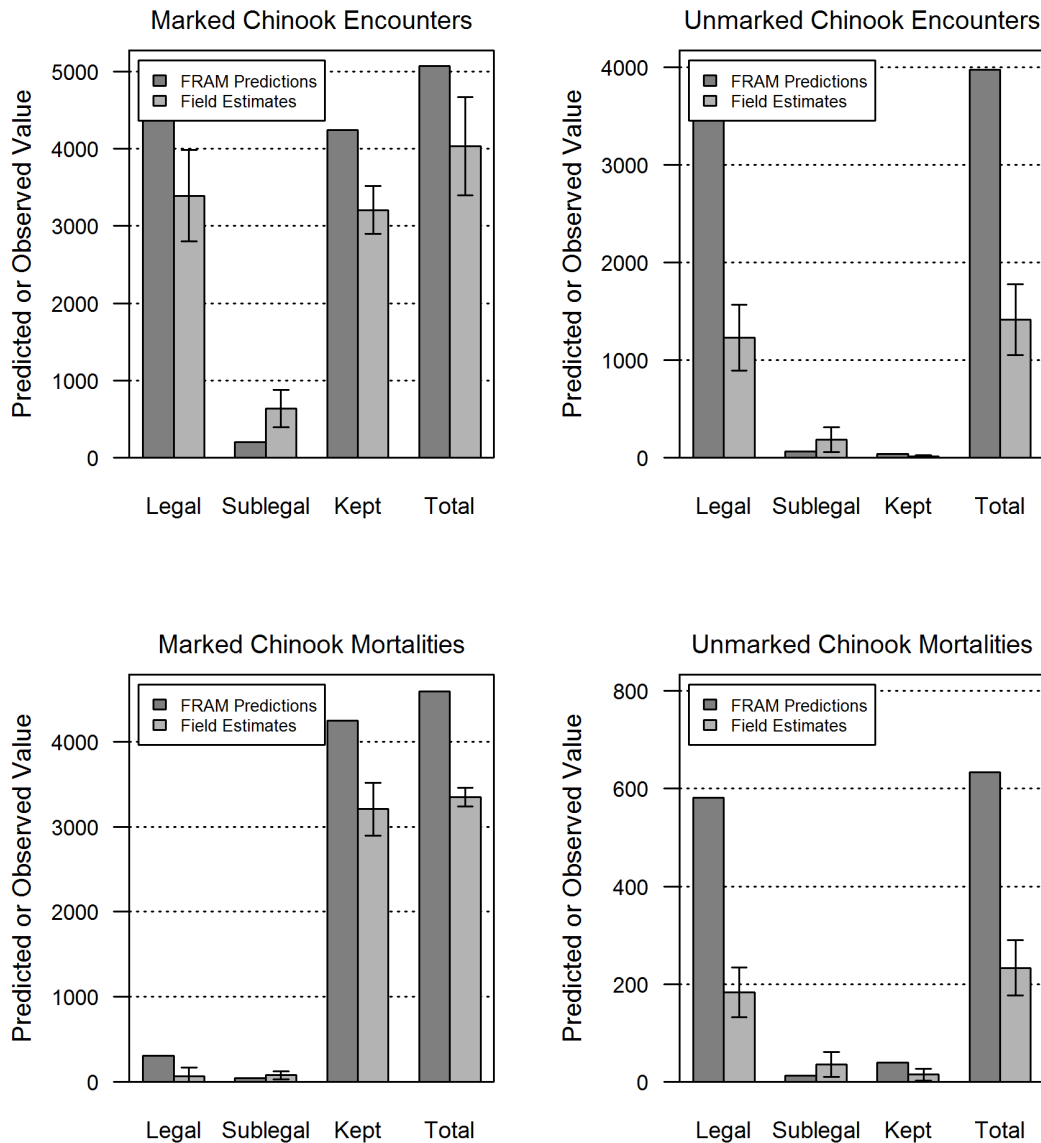 Marked Chinook Encounters
Predicted or Observed Value
5000
4000
3000
2000
1000
0
FRAM Predictions
Field Estimates
Legal Sublegal Kept Total
Unmarked Chinook Encounters
Predicted or Observed Value
4000
3000
2000
1000
0
FRAM Predictions
Field Estimates
Legal Sublegal Kept Total
Marked Chinook Mortalities
Predicted or Observed Value
4000
3000
2000
1000
0
FRAM Predictions
Field Estimates
Legal Sublegal Kept Total
Unmarked Chinook Mortalities
Predicted or Observed Value
800
600
400
200
0
FRAM Predictions
Field Estimates
Legal Sublegal Kept Total